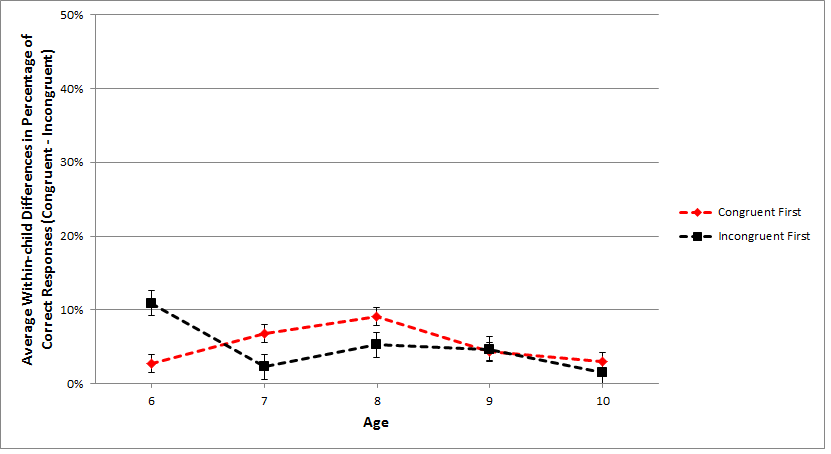 Average Within-child Differences in Percentage of
Correct Responses (Congruent - Incongruent)
50%
40%
30%
20%
10%
0%
6
7
8
9
10
Age
Congruent First
Incongruent First